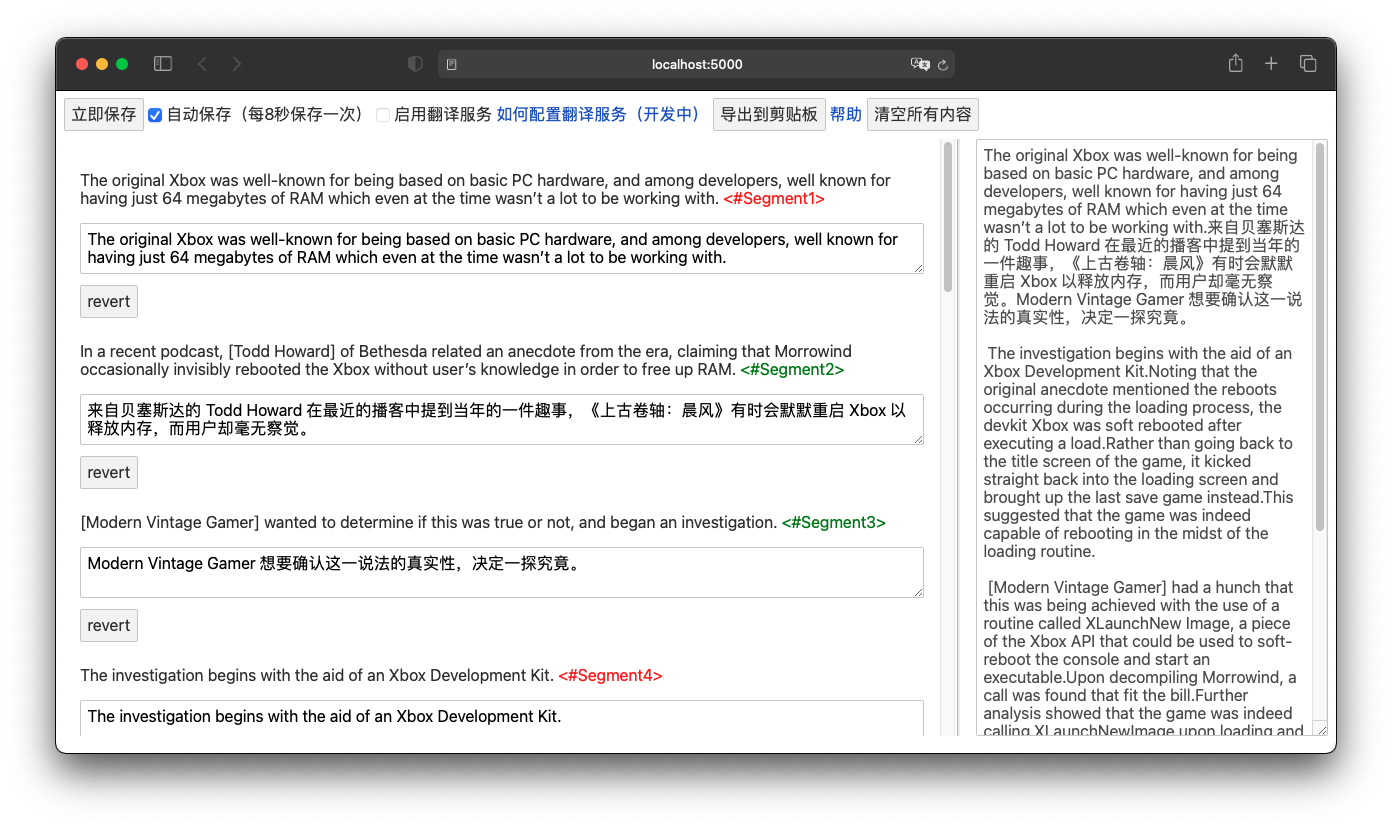 localhost:5000
立即保存 自动保存（每8秒保存一次） 启用翻译服务 如何配置翻译服务（开发中） 导出到剪贴板 帮助 清空所有内容
The original Xbox was well-known for being based on basic PC hardware, and among developers, well known for
having just 64 megabytes of RAM which even at the time wasn’t a lot to be working with. <#Segment1>
The original Xbox was well-known for being based on basic PC hardware, and among developers, well known for
having just 64 megabytes of RAM which even at the time wasn’t a lot to be working with.
revert
In a recent podcast, [Todd Howard] of Bethesda related an anecdote from the era, claiming that Morrowind
occasionally invisibly rebooted the Xbox without user’s knowledge in order to free up RAM. <#Segment2>
来自贝塞斯达的 Todd Howard 在最近的播客中提到当年的一件趣事，《上古卷轴：晨风》有时会默默重启 Xbox 以
释放内存，而用户却毫无察觉。
revert
[Modern Vintage Gamer] wanted to determine if this was true or not, and began an investigation. <#Segment3>
Modern Vintage Gamer 想要确认这一说法的真实性，决定一探究竟。
revert
The investigation begins with the aid of an Xbox Development Kit. <#Segment4>
The investigation begins with the aid of an Xbox Development Kit.
The original Xbox was well-known for being
based on basic PC hardware, and among
developers, well known for having just 64
megabytes of RAM which even at the time
wasn’t a lot to be working with.来自贝塞斯达
的 Todd Howard 在最近的播客中提到当年的
一件趣事，《上古卷轴：晨风》有时会默默
重启 Xbox 以释放内存，而用户却毫无察
觉。Modern Vintage Gamer 想要确认这一说
法的真实性，决定一探究竟。
The investigation begins with the aid of an
Xbox Development Kit.Noting that the
original anecdote mentioned the reboots
occurring during the loading process, the
devkit Xbox was soft rebooted after
executing a load.Rather than going back to
the title screen of the game, it kicked
straight back into the loading screen and
brought up the last save game instead.This
suggested that the game was indeed
capable of rebooting in the midst of the
loading routine.
[Modern Vintage Gamer] had a hunch that
this was being achieved with the use of a
routine called XLaunchNew Image, a piece
of the Xbox API that could be used to soft-
reboot the console and start an
executable.Upon decompiling Morrowind, a
call was found that fit the bill.Further
analysis showed that the game was indeed
calling XLaunchNewImage upon loading and